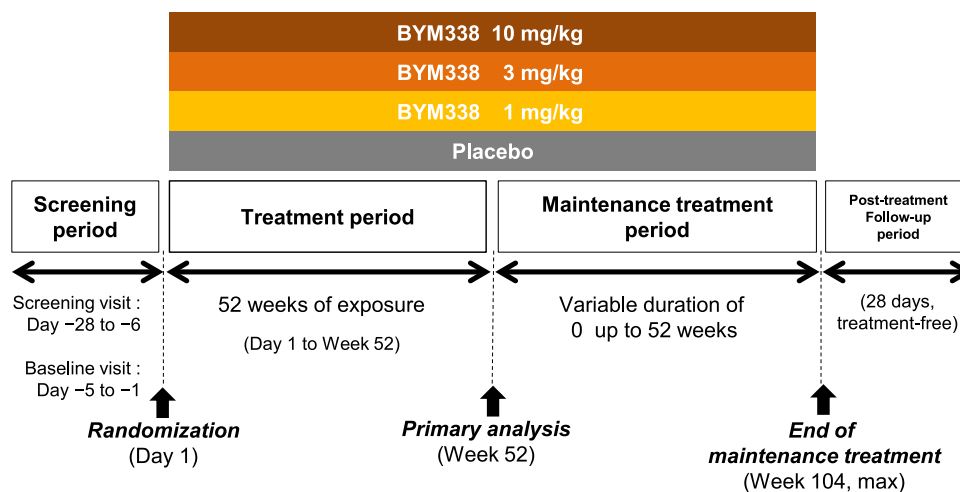 BYM338 10 mg/kg
BYM338 3 mg/kg
BYM338 1 mg/kg
Placebo
Screening
period
Treatment period
Maintenance treatment
period
Post-treatment
Follow-up
period
Screening visit :
Day −28 to −6
Baseline visit :
Day −5 to −1
52 weeks of exposure
(Day 1 to Week 52)
Variable duration of
0 up to 52 weeks
(28 days,
treatment-free)
Randomization
(Day 1)
Primary analysis
(Week 52)
End of
maintenance treatment
(Week 104, max)